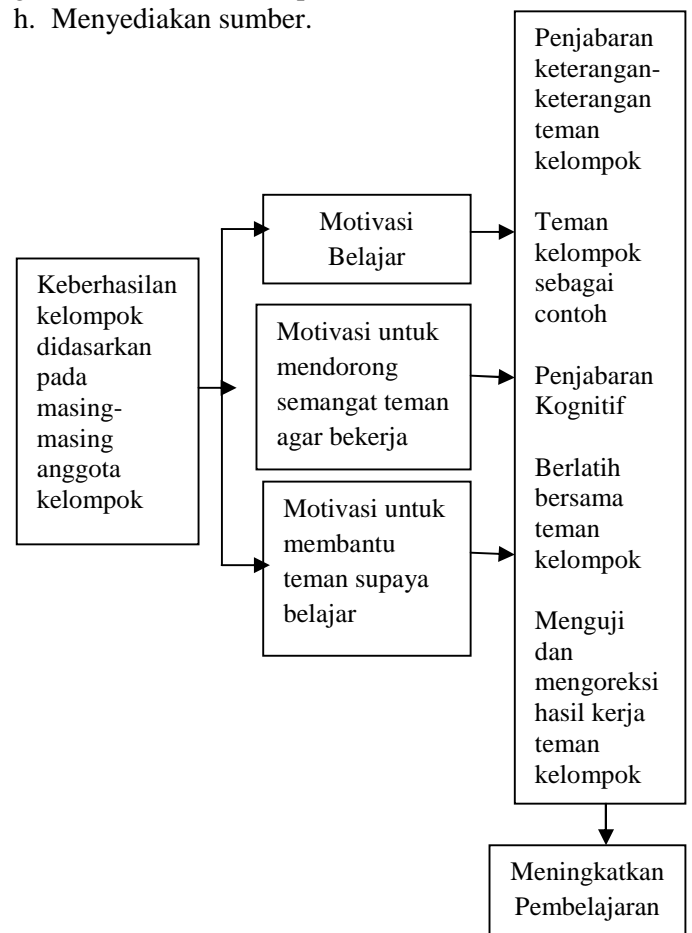 h. Menyediakan sumber.
Keberhasilan
kelompok
didasarkan
pada
masing-
masing
anggota
kelompok
Motivasi
Belajar
Motivasi untuk
mendorong
semangat teman
agar bekerja
Motivasi untuk
membantu
teman supaya
belajar
Penjabaran
keterangan-
keterangan
teman
kelompok
Teman
kelompok
sebagai
contoh
Penjabaran
Kognitif
Berlatih
bersama
teman
kelompok
Menguji
dan
mengoreksi
hasil kerja
teman
kelompok
Meningkatkan
Pembelajaran